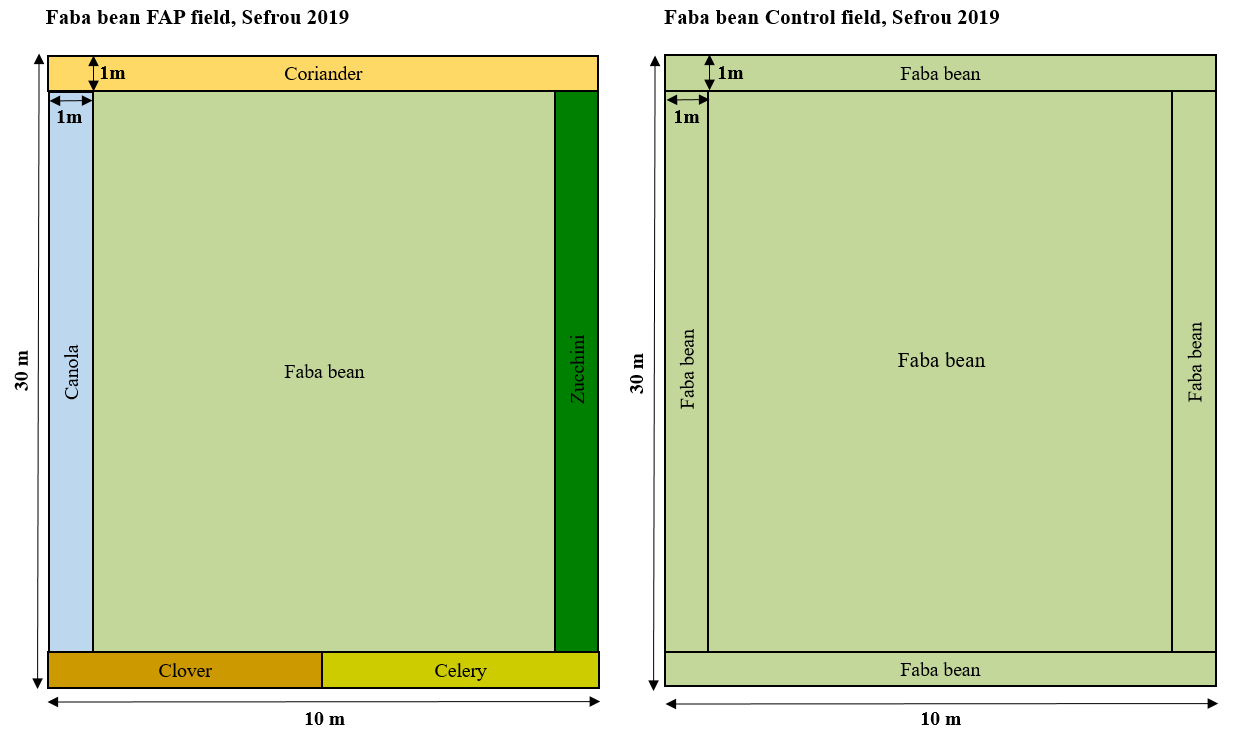 Faba bean FAP field, Sefrou 2019
Coriander
1m
1m
30 m
Canola
Faba bean
Zucchini
Clover
Celery
10 m
Faba bean Control field, Sefrou 2019
Faba bean
1m
1m
30 m
Faba bean
Faba bean
Faba bean
Faba bean
10 m